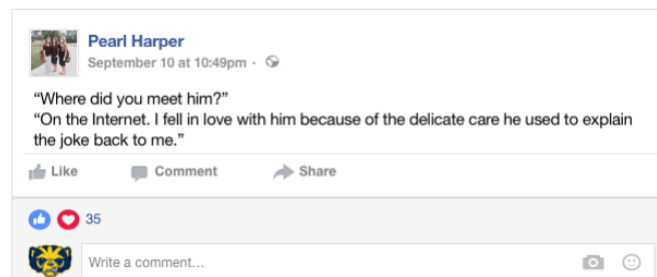 Pearl Harper
September 10 at 10:49pm ·
“Where did you meet him?”
“On the Internet. I fell in love with him because of the delicate care he used to explain
the joke back to me.”
Like Comment Share
35
Write a comment...